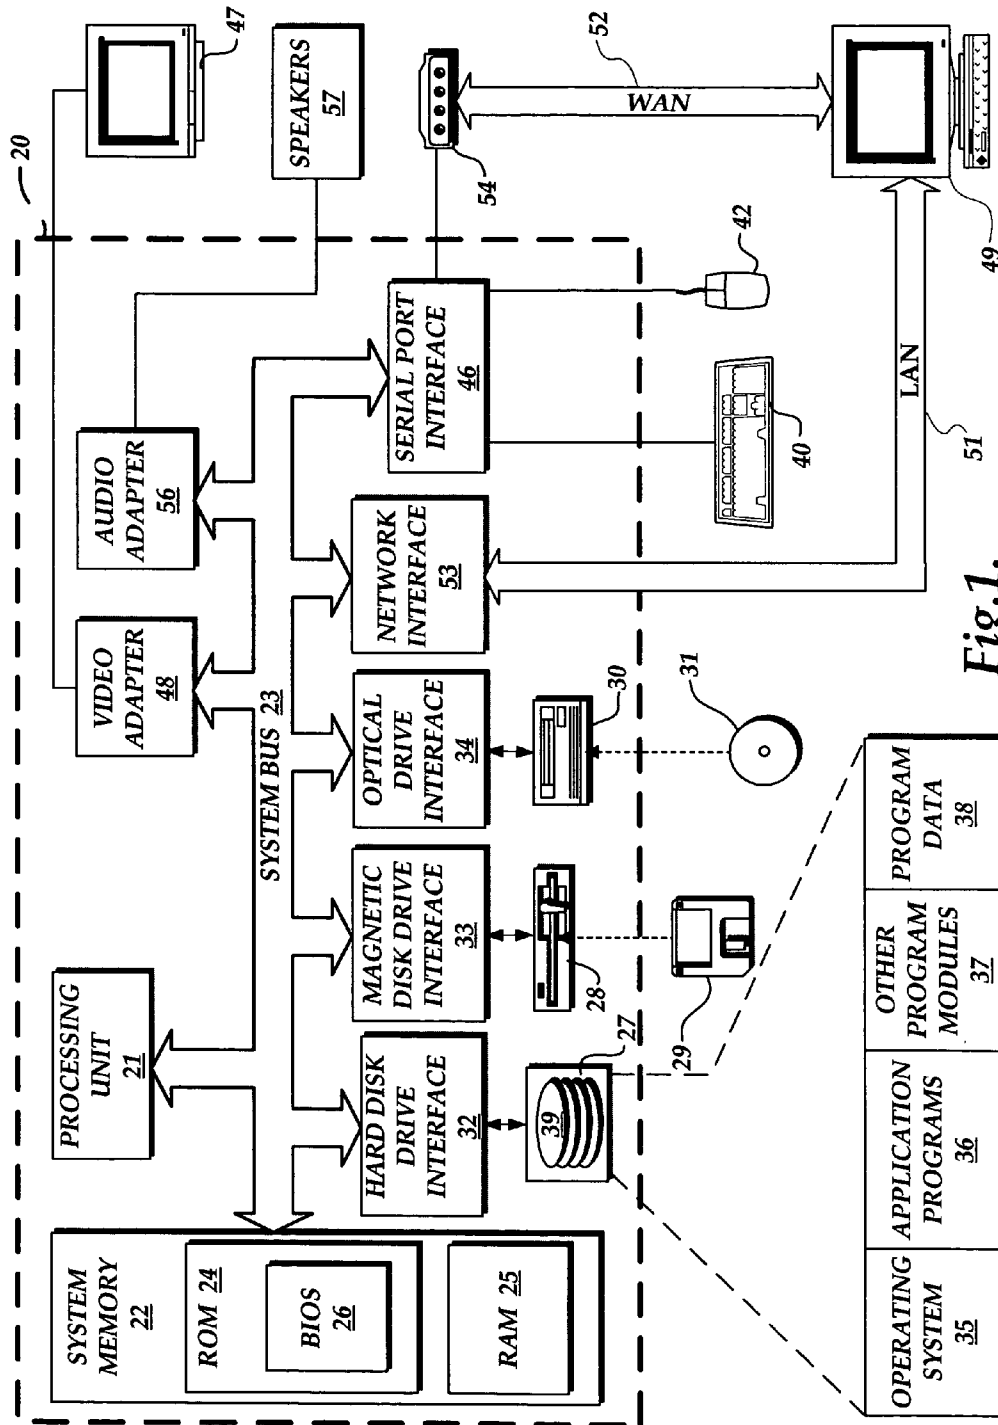 20
47
SPEAKERS
57
54
52
WAN
49
51
LAN
42
40
SYSTEM
MEMORY
22
ROM 24
BIOS
26
RAM 25
PROCESSING
UNIT
21
SYSTEM BUS 23
VIDEO
ADAPTER
48
AUDIO
ADAPTER
56
HARD DISK
DRIVE
INTERFACE
32
MAGNETIC
DISK DRIVE
INTERFACE
33
OPTICAL
DRIVE
INTERFACE
34
NETWORK
INTERFACE
53
SERIAL PORT
INTERFACE
46
39
27
28
29
30
31
OPERATING
SYSTEM
35
APPLICATION
PROGRAMS
36
OTHER
PROGRAM
MODULES
37
PROGRAM
DATA
38
Fig.1.